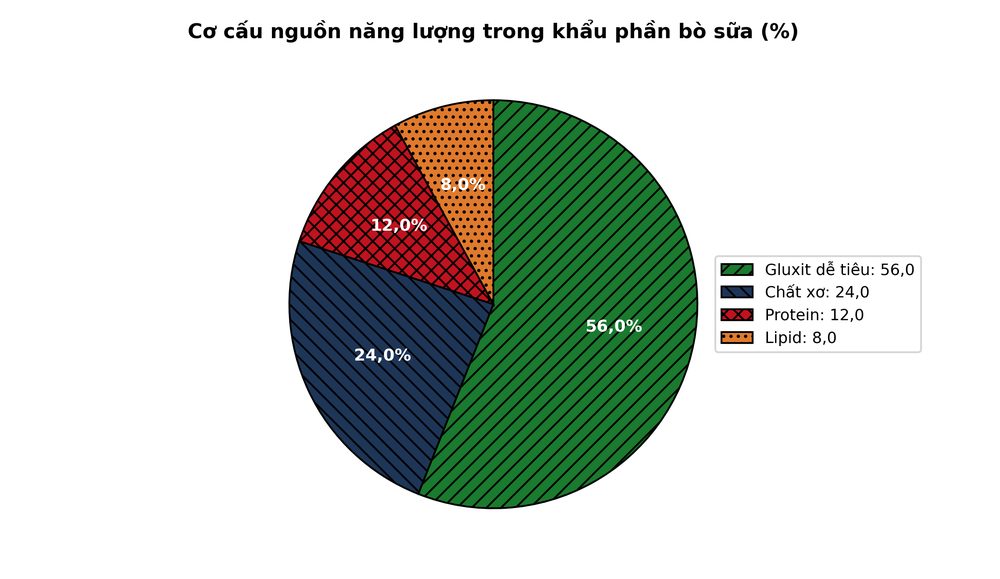 Cơ cấu nguồn năng lượng trong khẩu phần bò sữa (%)
8,0%
12,0%
56,0%
24,0%
Gluxit dễ tiêu: 56,0
Chất xơ: 24,0
Protein: 12,0
Lipid: 8,0